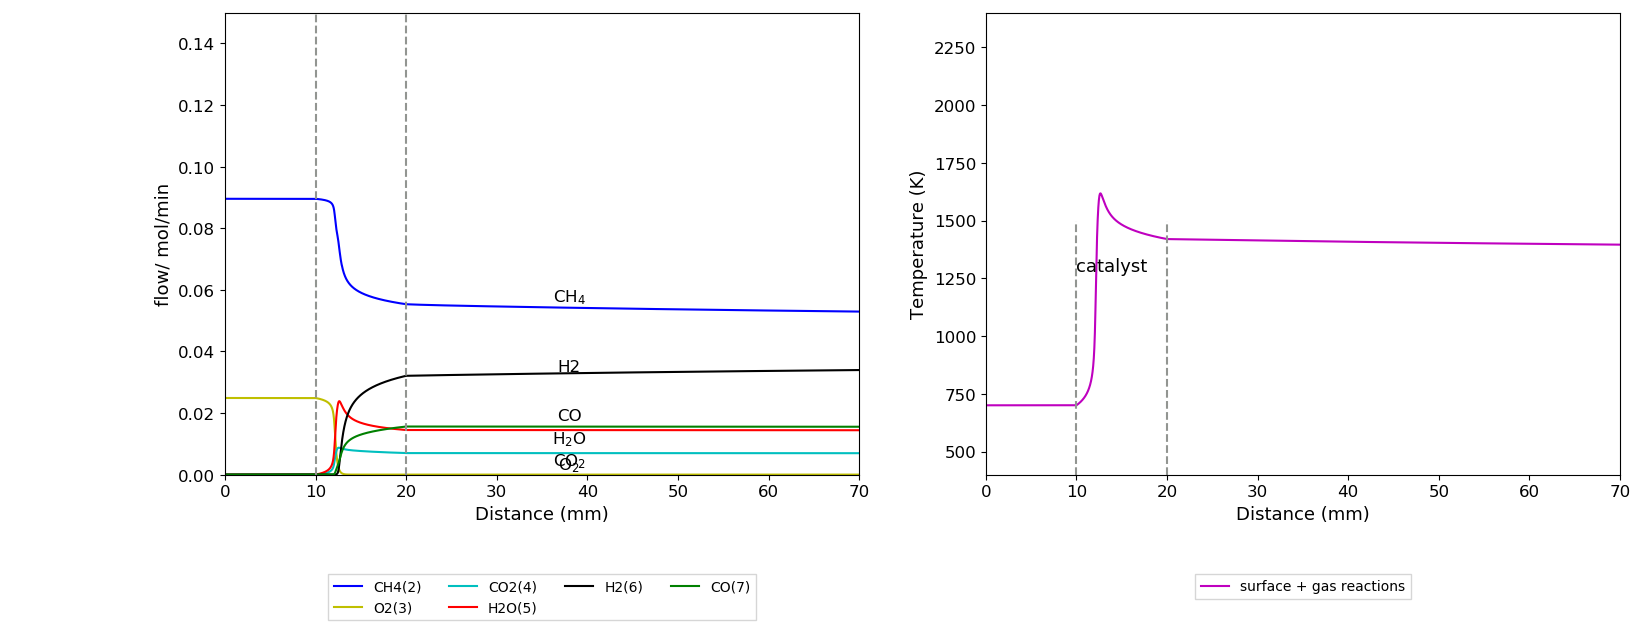 0.14
0.12
0.10
0.08
0.06
0.04
0.02
0.00
flow/ mol/min
CH₄
H2
CO
H₂O
CO₂
O₂
0 10 20 30 40 50 60 70
Distance (mm)
CH4(2) CO2(4) H2(6) CO(7)
O2(3) H2O(5)
2250
2000
1750
1500
1250
1000
750
500
Temperature (K)
catalyst
0 10 20 30 40 50 60 70
Distance (mm)
surface + gas reactions